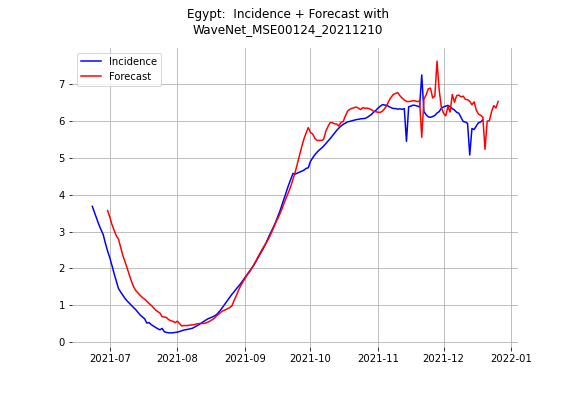 Egypt:  Incidence + Forecast with
WaveNet_MSE00124_20211210
Incidence
Forecast
7
6
5
4
3
2
1
0
2021-07 2021-08 2021-09 2021-10 2021-11 2021-12 2022-01